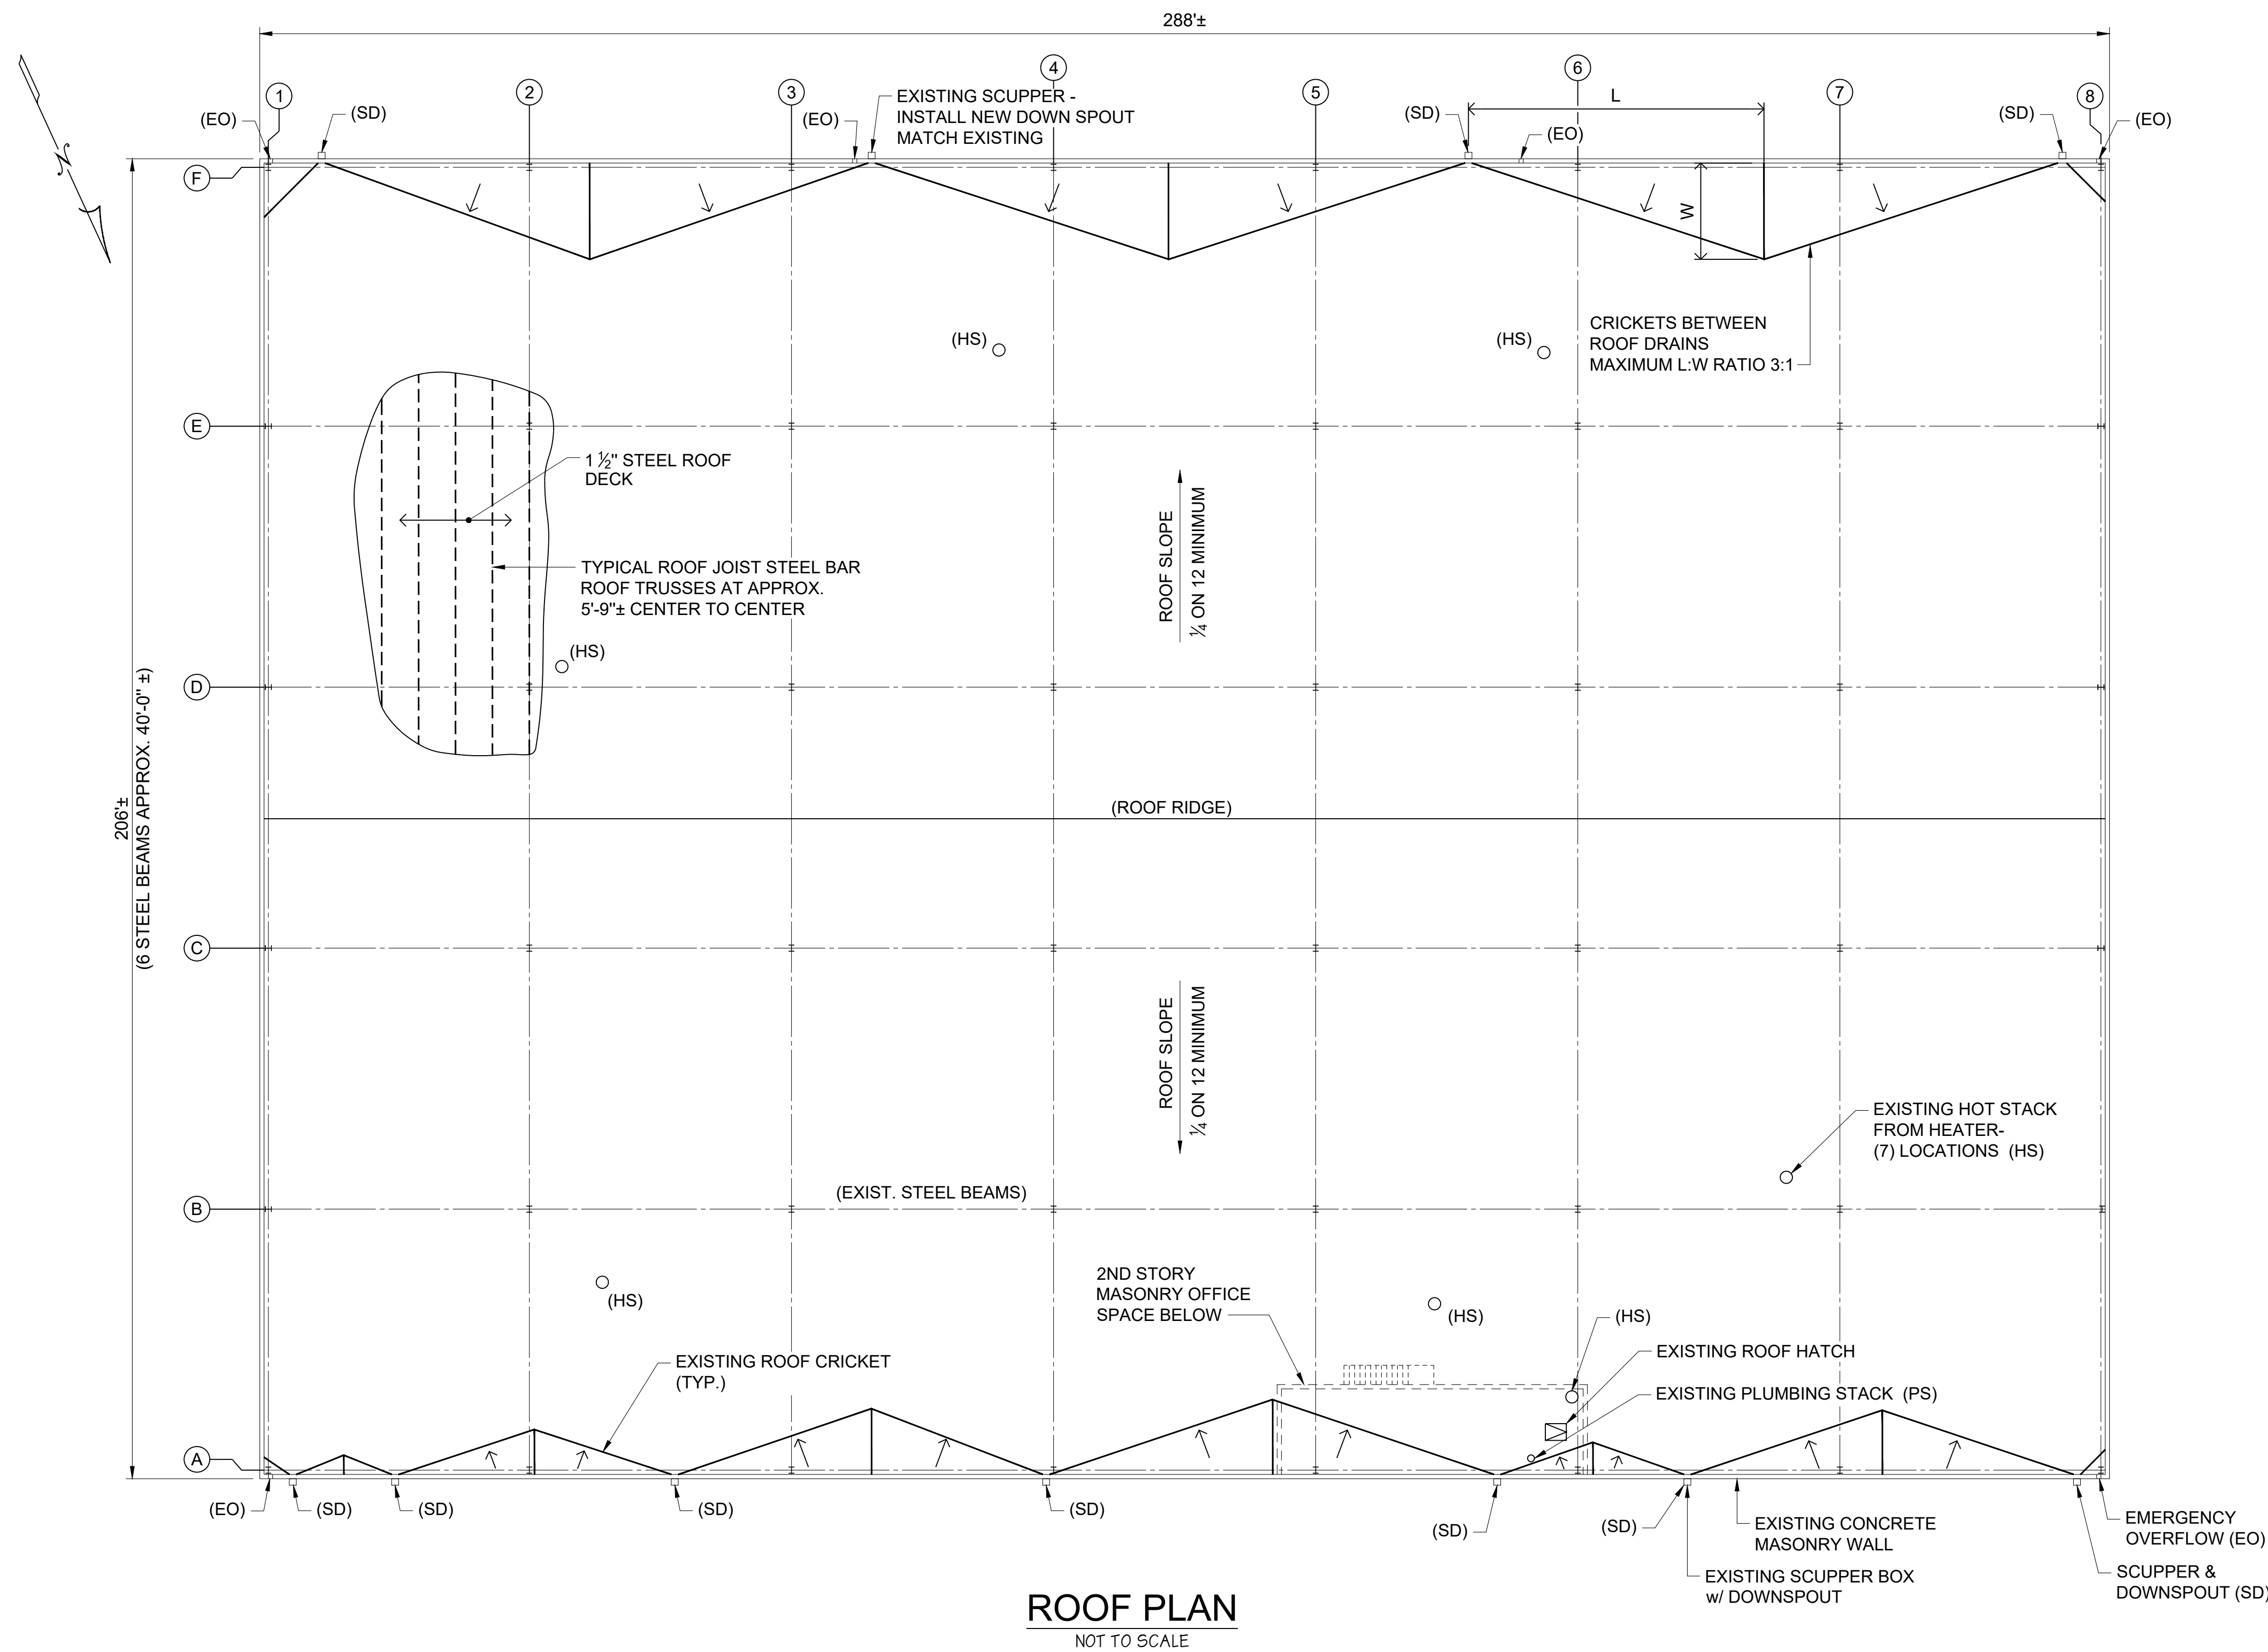 288'±
1
2
3
4
5
6
7
8
(EO)
(SD)
(EO)
EXISTING SCUPPER -
INSTALL NEW DOWN SPOUT
MATCH EXISTING
(SD)
L
(EO)
(SD)
(EO)
N
F
W
(HS)
(HS)
CRICKETS BETWEEN
ROOF DRAINS
MAXIMUM L:W RATIO 3:1
E
1 ½" STEEL ROOF
DECK
ROOF SLOPE
¼ ON 12 MINIMUM
TYPICAL ROOF JOIST STEEL BAR
ROOF TRUSSES AT APPROX.
5'-9"± CENTER TO CENTER
(HS)
D
206'±
(6 STEEL BEAMS APPROX. 40'-0" ±)
(ROOF RIDGE)
C
ROOF SLOPE
¼ ON 12 MINIMUM
EXISTING HOT STACK
FROM HEATER-
(7) LOCATIONS (HS)
B
(EXIST. STEEL BEAMS)
(HS)
2ND STORY
MASONRY OFFICE
SPACE BELOW
(HS)
(HS)
EXISTING ROOF CRICKET
(TYP.)
EXISTING ROOF HATCH
EXISTING PLUMBING STACK (PS)
A
(EO)
(SD)
(SD)
(SD)
(SD)
(SD)
(SD)
EXISTING CONCRETE
MASONRY WALL
EMERGENCY
OVERFLOW (EO)
EXISTING SCUPPER BOX
w/ DOWNSPOUT
SCUPPER &
DOWNSPOUT (SD)
ROOF PLAN
NOT TO SCALE